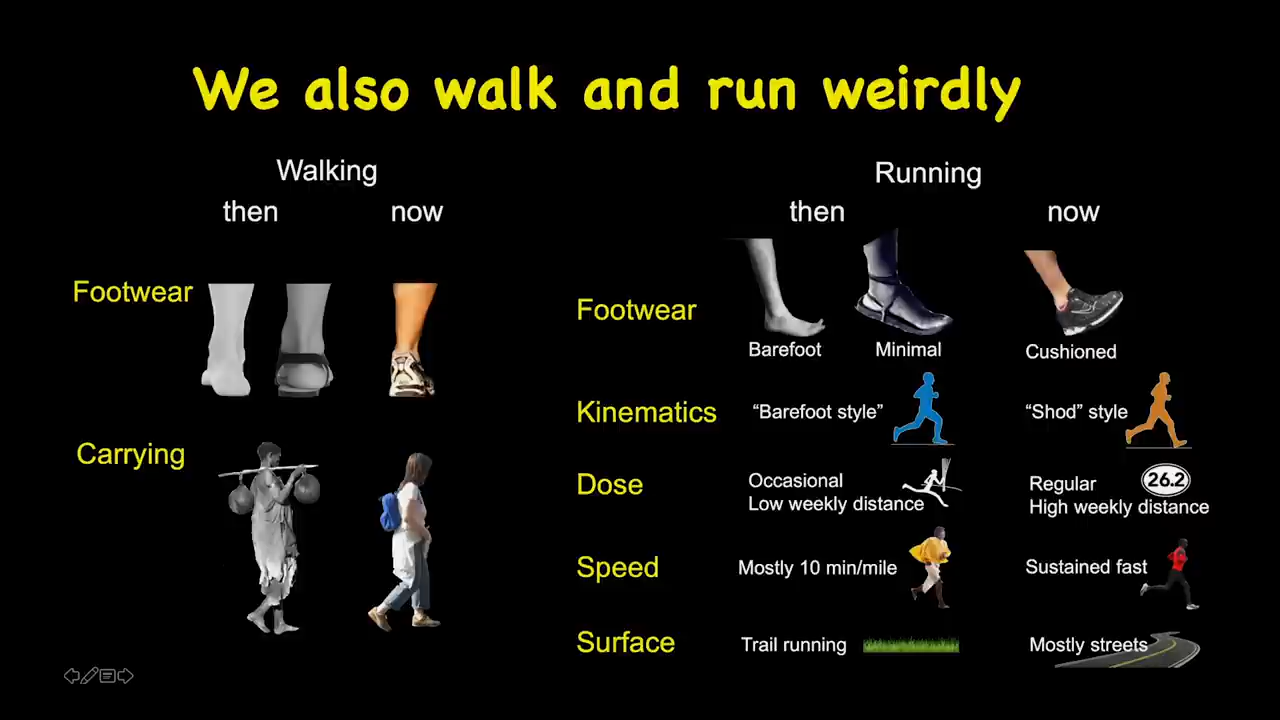 We also walk and run weirdly
Walking
then now
Footwear
Carrying
Running
then now
Footwear
Barefoot Minimal Cushioned
Kinematics “Barefoot style” “Shod” style
Dose
Occasional
Low weekly distance
Regular 26.2
High weekly distance
Speed Mostly 10 min/mile Sustained fast
Surface Trail running Mostly streets